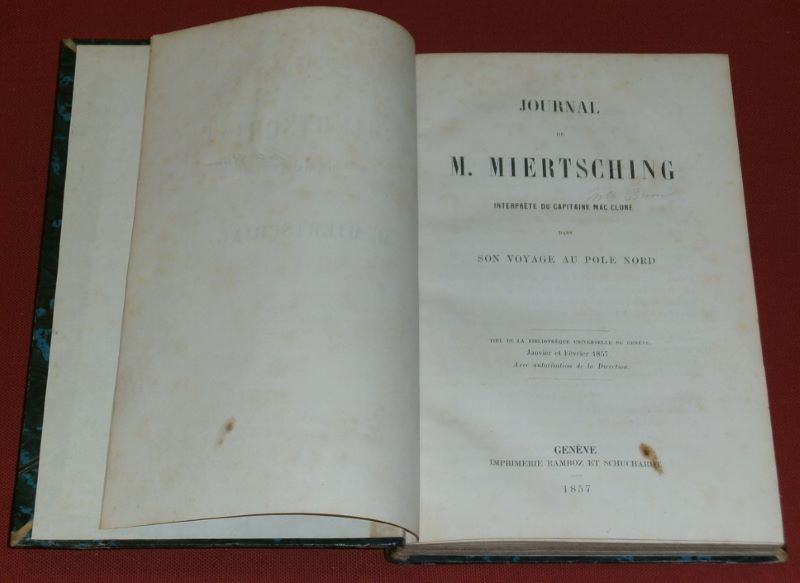 JOURNAL
DE
M. MIERTSCHING
INTERPRÈTE DU CAPITAINE MAC CLURE
DANS
SON VOYAGE AU POLE NORD
TIRÉ DE LA BIBLIOTHÈQUE UNIVERSELLE DE GENÈVE.
Janvier et Février 1857.
Avec autorisation de la Direction.
GENÈVE
IMPRIMERIE RAMBOZ ET SCHUCHARDT
1857